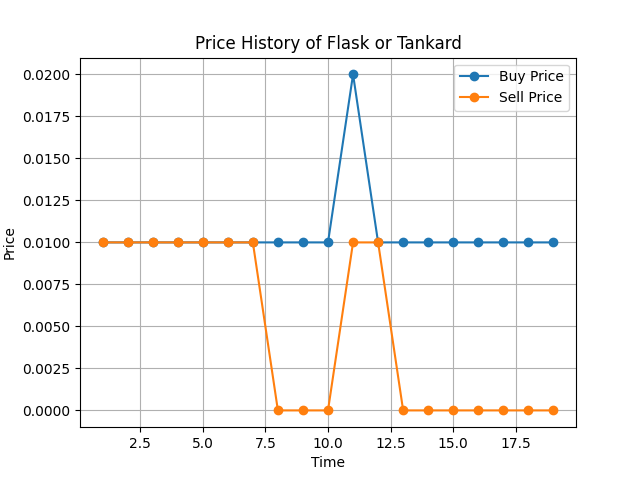 Price History of Flask or Tankard
Buy Price
Sell Price
Price
0.0200
0.0175
0.0150
0.0125
0.0100
0.0075
0.0050
0.0025
0.0000
2.5 5.0 7.5 10.0 12.5 15.0 17.5
Time